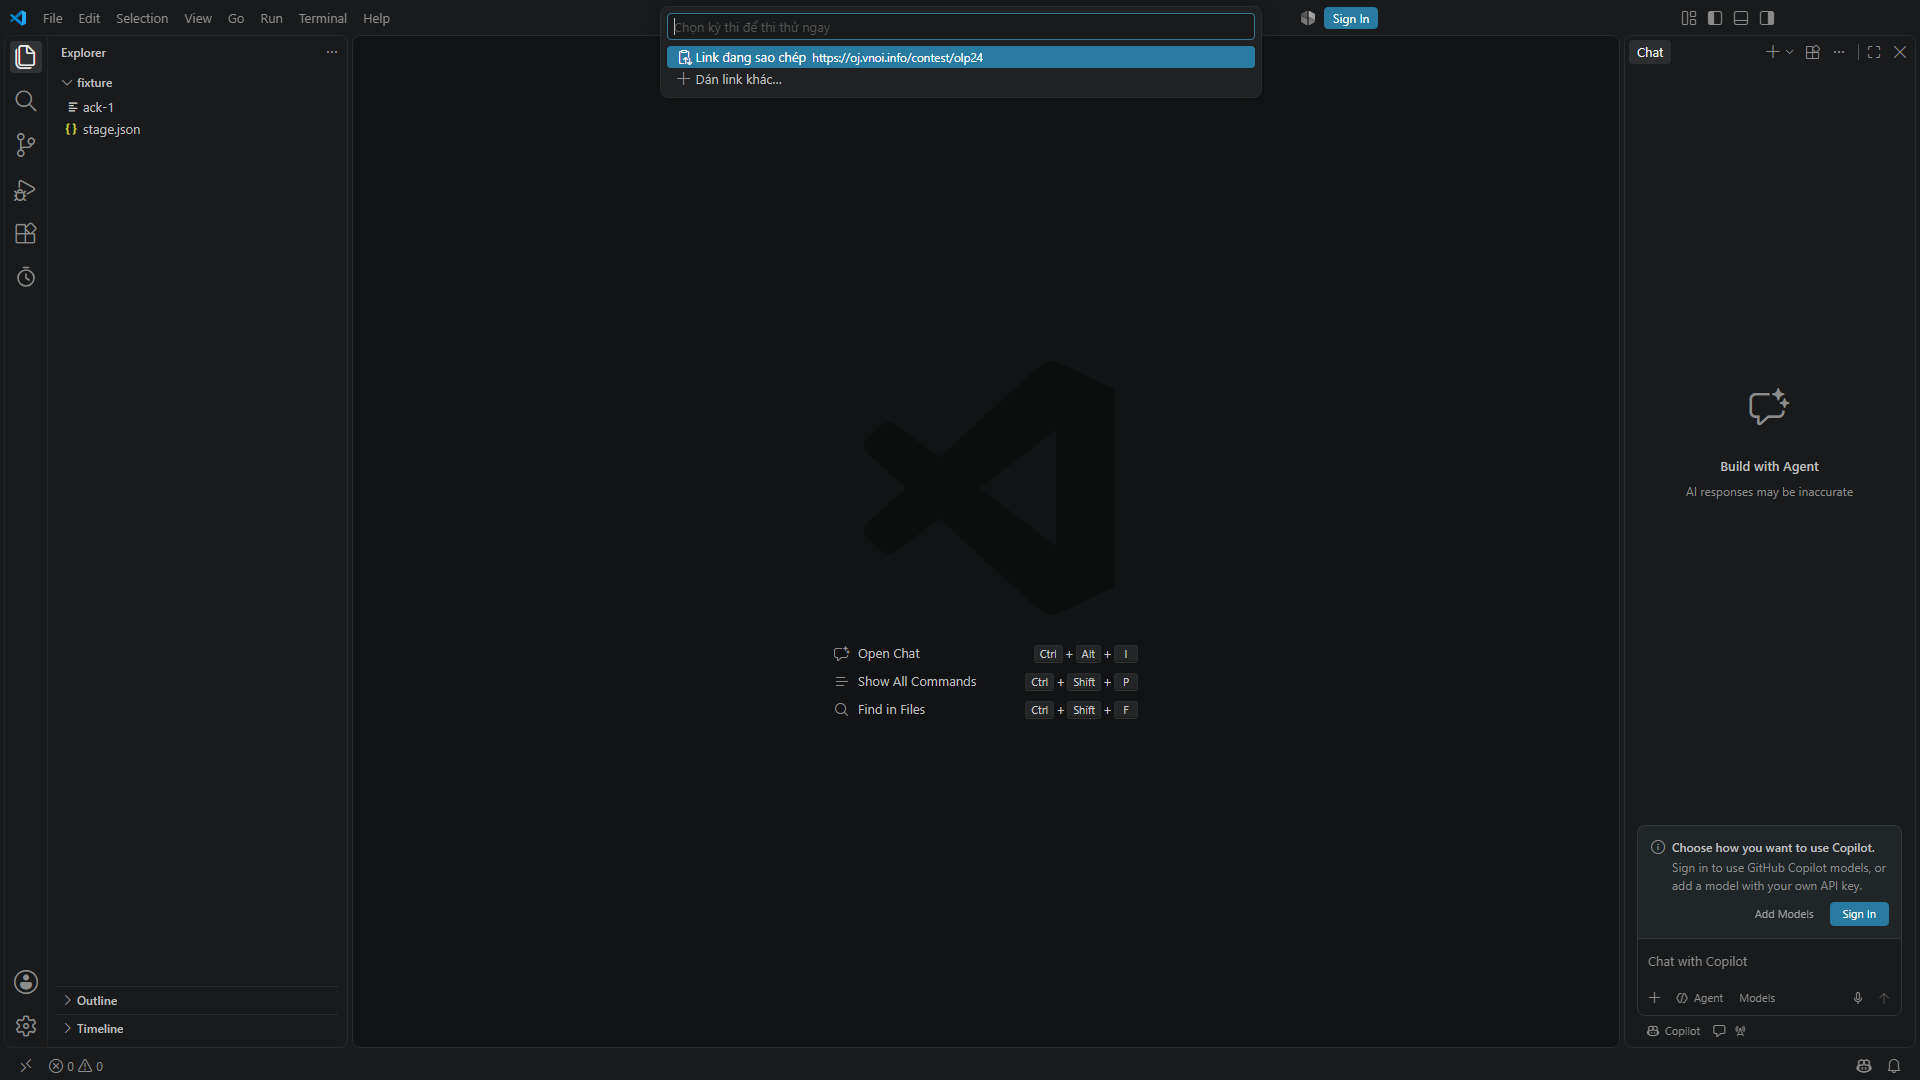 File Edit Selection View Go Run Terminal Help
Chọn kỳ thi để thi thử ngay
Sign In
Link đang sao chép https://oj.vnoi.info/contest/olp24
Dán link khác...
Explorer
fixture
ack-1
stage.json
Outline
Timeline
Open Chat Ctrl + Alt + I
Show All Commands Ctrl + Shift + P
Find in Files Ctrl + Shift + F
Chat
Build with Agent
AI responses may be inaccurate
Choose how you want to use Copilot.
Sign in to use GitHub Copilot models, or
add a model with your own API key.
Add Models Sign In
Chat with Copilot
Agent Models
Copilot
0 0